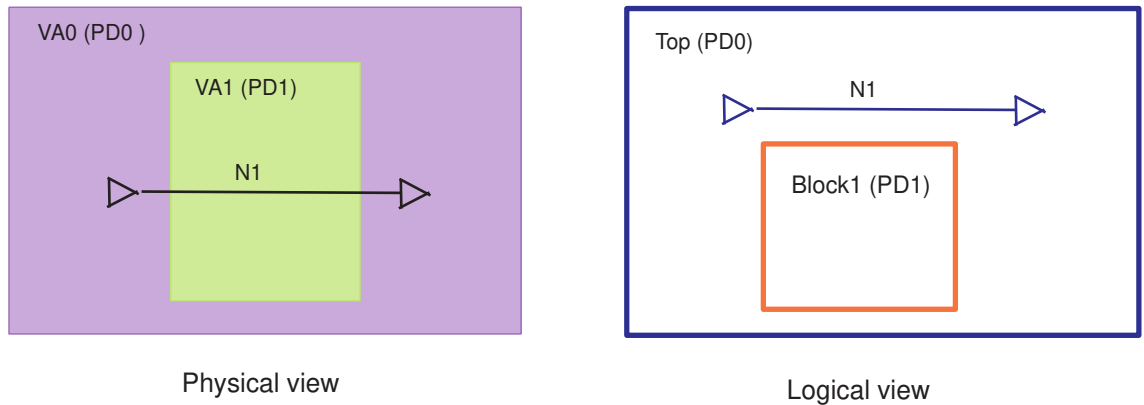 VA0 (PD0 )
VA1 (PD1)
N1
Physical view
Top (PD0)
N1
Block1 (PD1)
Logical view